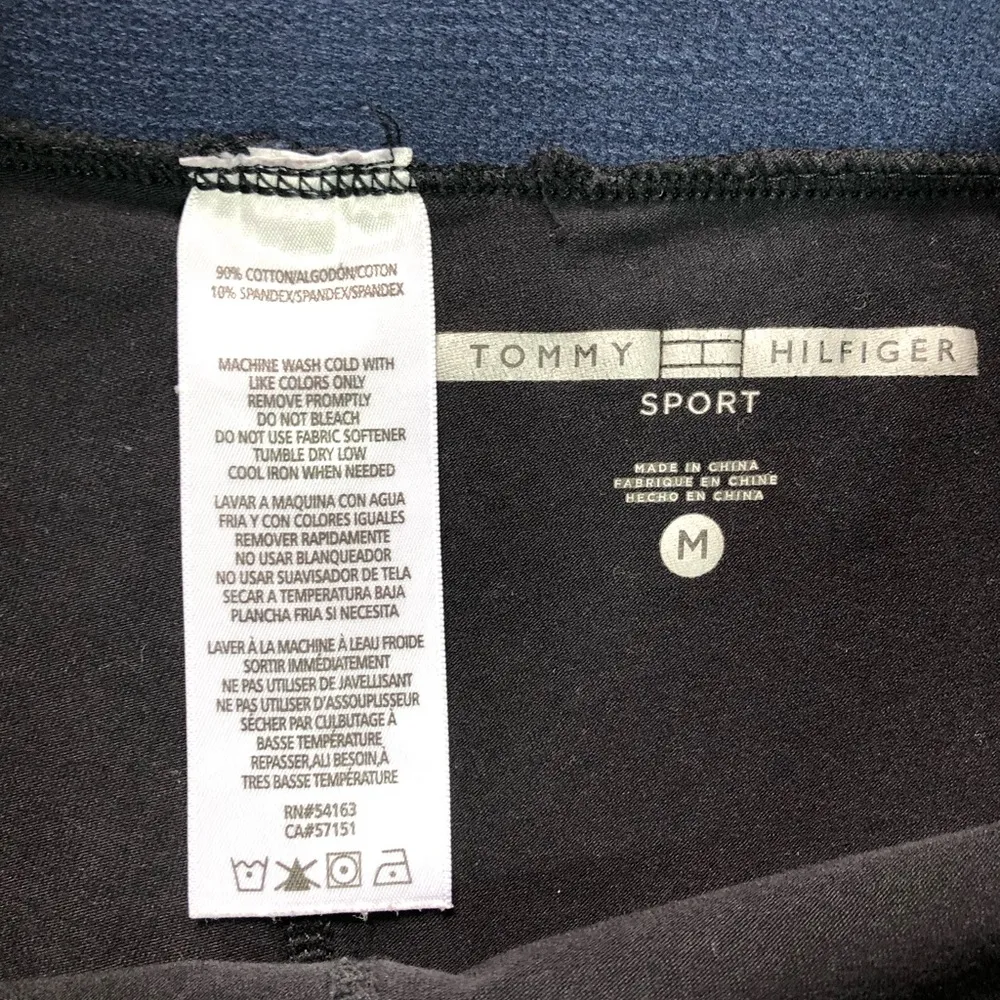 90% COTTON/ALGODÓN/COTON
10% SPANDEX/SPANDEX/SPANDEX
MACHINE WASH COLD WITH
LIKE COLORS ONLY
REMOVE PROMPTLY
DO NOT BLEACH
DO NOT USE FABRIC SOFTENER
TUMBLE DRY LOW
COOL IRON WHEN NEEDED
LAVAR A MAQUINA CON AGUA
FRIA Y CON COLORES IGUALES
REMOVER RAPIDAMENTE
NO USAR BLANQUEADOR
NO USAR SUAVISADOR DE TELA
SECAR A TEMPERATURA BAJA
PLANCHA FRIA SI NECESITA
LAVER À LA MACHINE À LEAU FROIDE
SORTIR IMMÉDIATEMENT
NE PAS UTILISER DE JAVELLISANT
NE PAS UTILISER D'ASSOUPLISSEUR
SÉCHER PAR CULBUTAGE À
BASSE TEMPÉRATURE
REPASSER,AU BESOIN,À
TRES BASSE TEMPÉRATURE
RN#54163
CA#57151
TOMMY HILFIGER
SPORT
MADE IN CHINA
FABRIQUE EN CHINE
HECHO EN CHINA
M